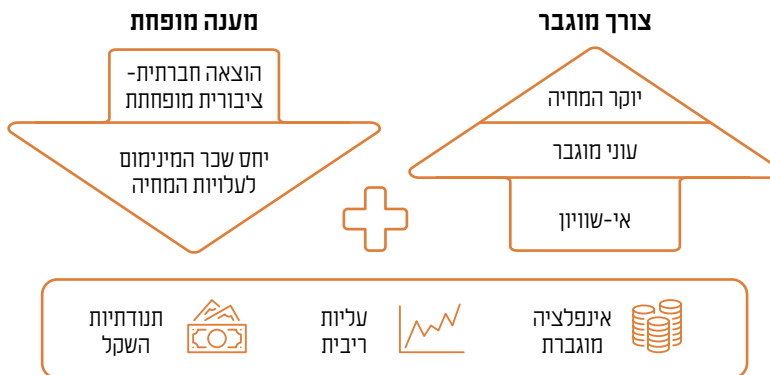 צורך מוגבר
יוקר המחיה
עוני מוגבר
אי-שוויון
מענה מופחת
הוצאה חברתית-
ציבורית מופחתת
יחס שכר המינימום
לעלויות המחיה
אינפלציה
מוגברת
עליות
ריבית
תנודתיות
השקל